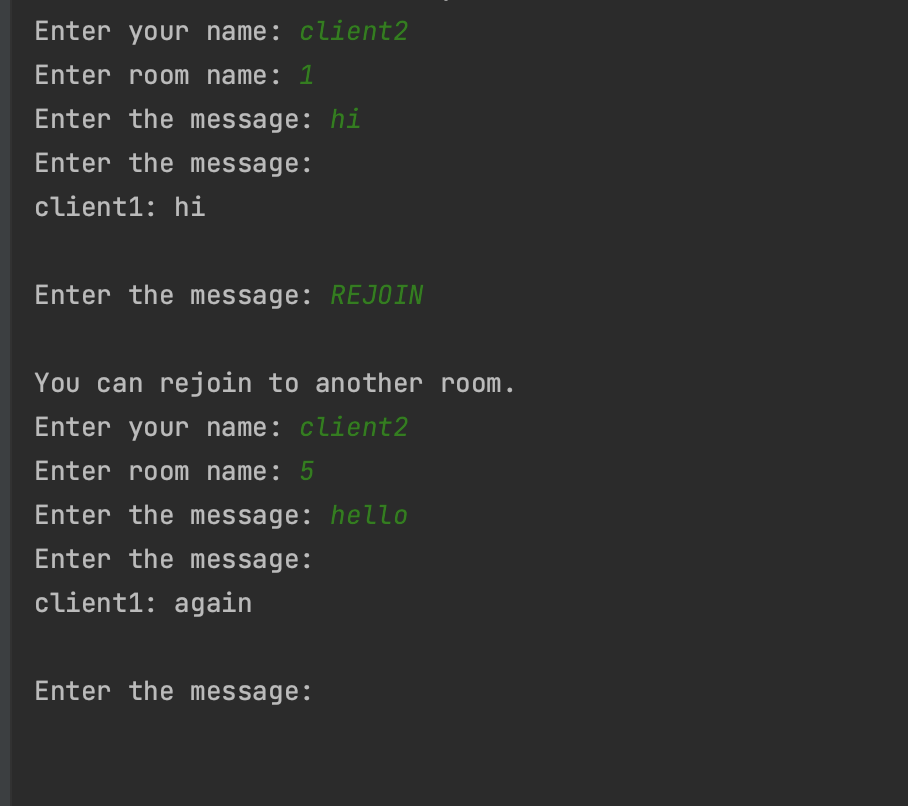 Enter your name: client2
Enter room name: 1
Enter the message: hi
Enter the message:
client1: hi
Enter the message: REJOIN
You can rejoin to another room.
Enter your name: client2
Enter room name: 5
Enter the message: hello
Enter the message:
client1: again
Enter the message: